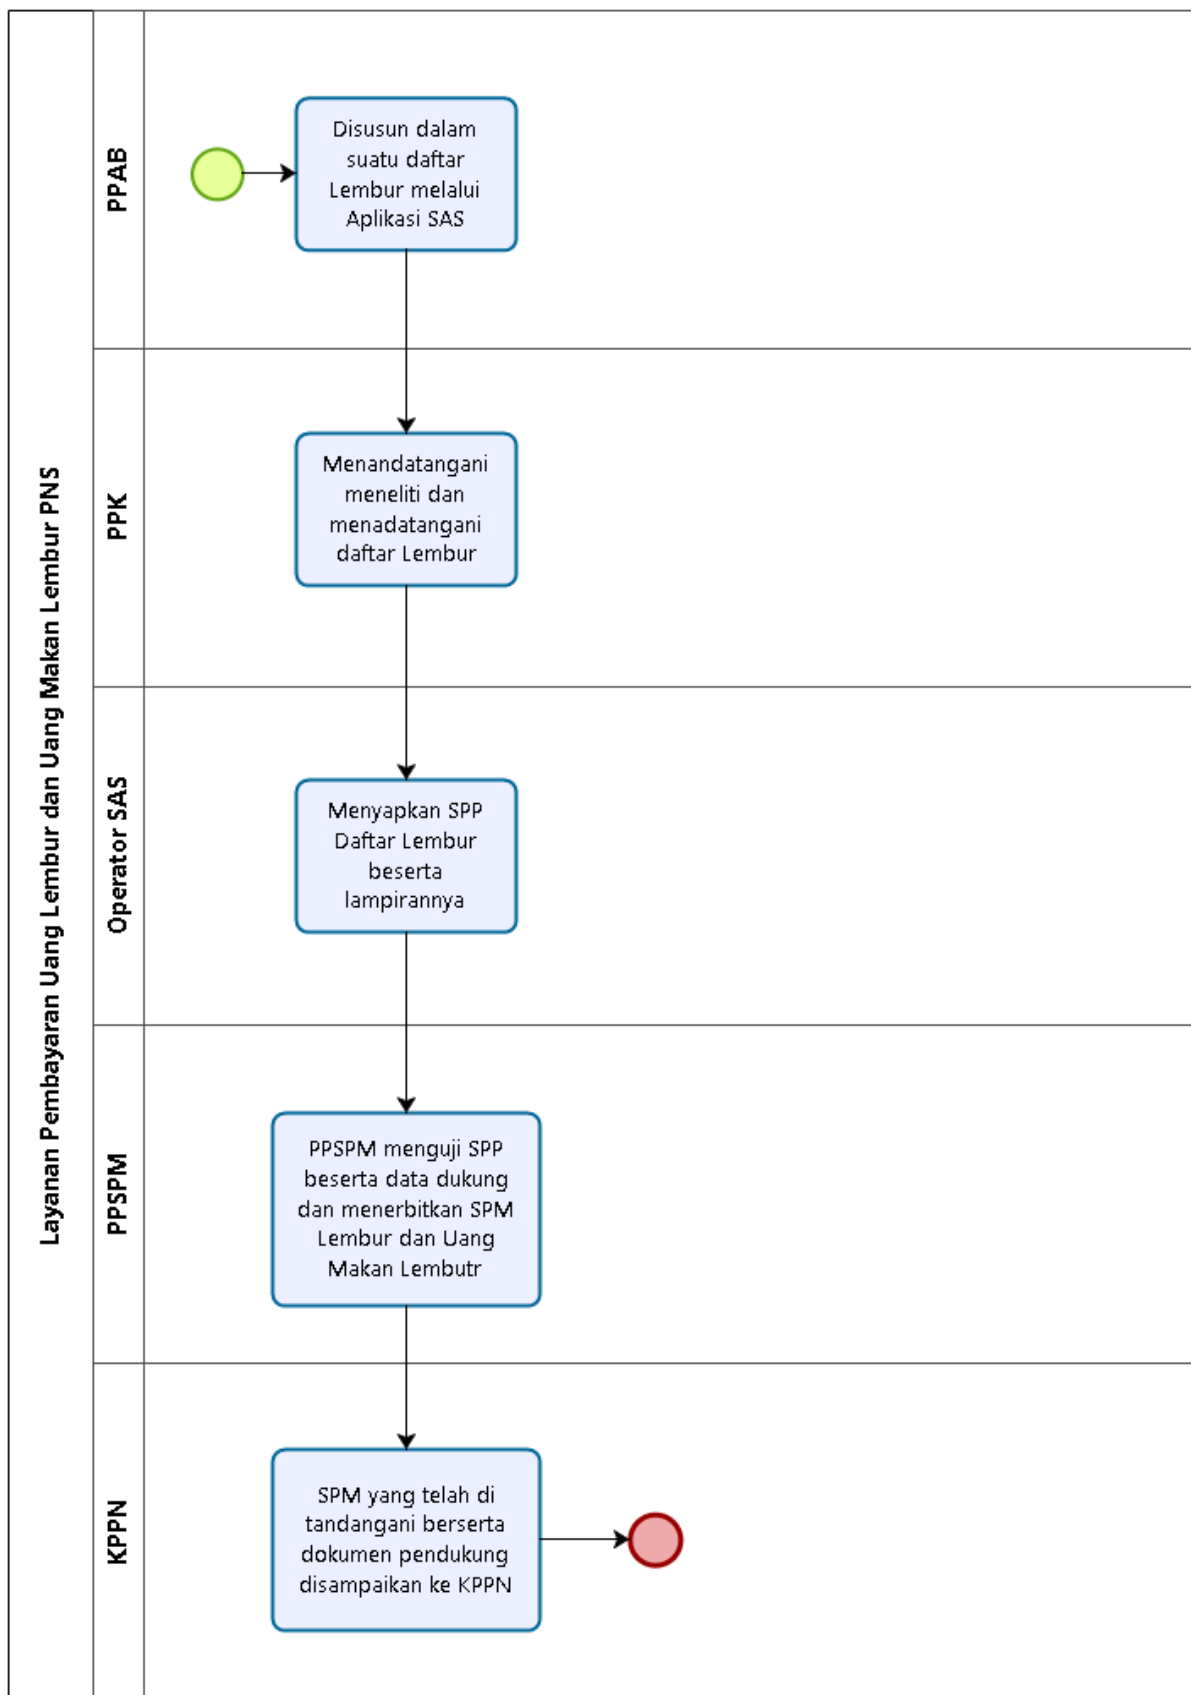 Layanan Pembayaran Uang Lembur dan Uang Makan Lembur PNS
PPAB
Disusun dalam
suatu daftar
Lembur melalui
Aplikasi SAS
PPK
Menandatangani
meneliti dan
menadatangani
daftar Lembur
Operator SAS
Menyapkan SPP
Daftar Lembur
beserta
lampirannya
PPSPM
PPSPM menguji SPP
beserta data dukung
dan menerbitkan SPM
Lembur dan Uang
Makan Lembutr
KPPN
SPM yang telah di
tandangani berserta
dokumen pendukung
disampaikan ke KPPN